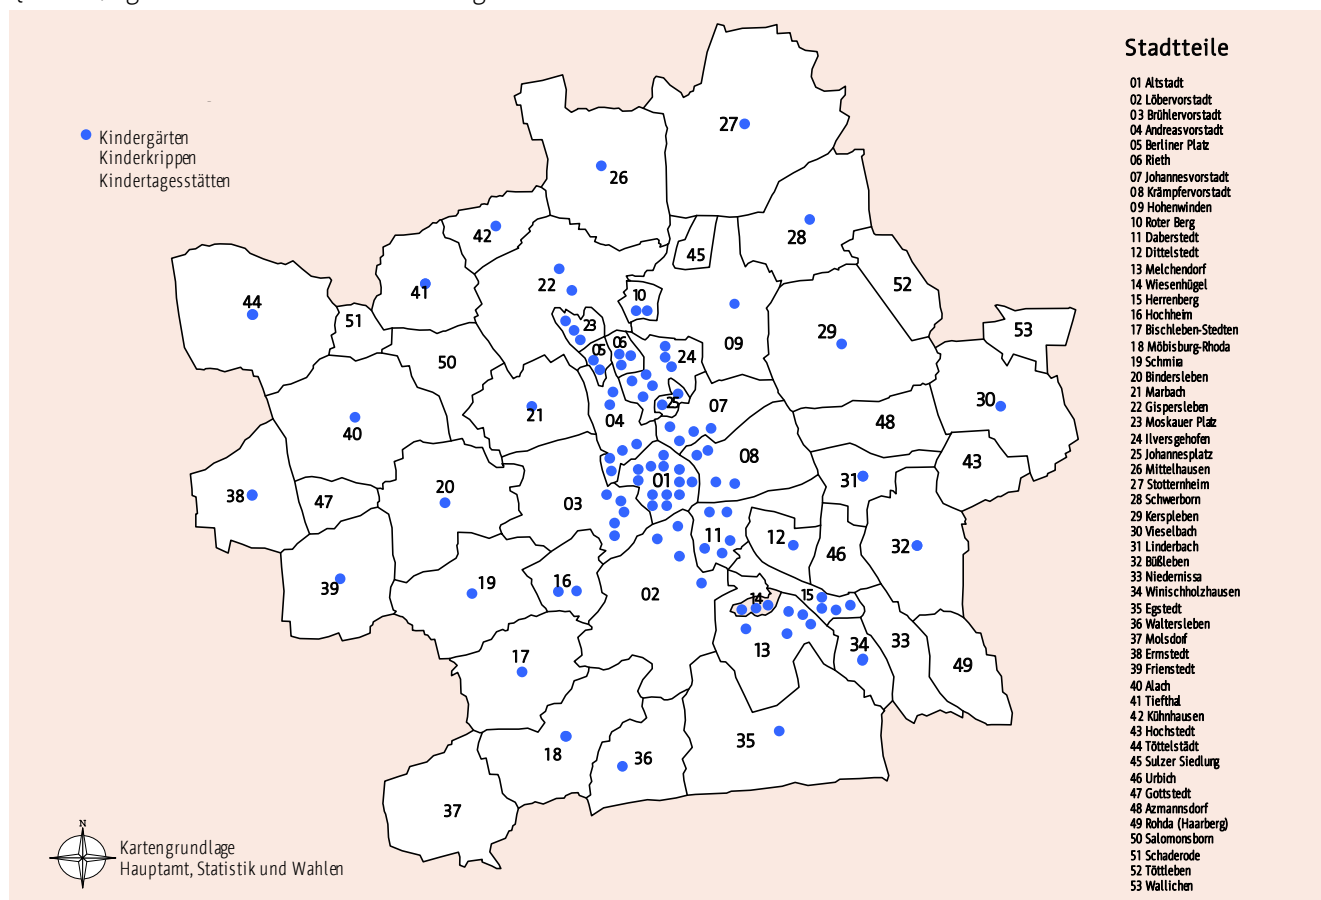 Stadtteile
01 Altstadt
02 Löbervorstadt
03 Brühlervorstadt
04 Andreasvorstadt
05 Berliner Platz
06 Rieth
07 Johannesvorstadt
08 Krämpfervorstadt
09 Hohenwinden
10 Roter Berg
11 Daberstedt
12 Dittelstedt
13 Melchendorf
14 Wiesenhügel
15 Herrenberg
16 Hochheim
17 Bischleben-Stedten
18 Möbisburg-Rhoda
19 Schmira
20 Bindersleben
21 Marbach
22 Gispersleben
23 Moskauer Platz
24 Ilversgehofen
25 Johannesplatz
26 Mittelhausen
27 Stotternheim
28 Schwerborn
29 Kerspleben
30 Vieselbach
31 Linderbach
32 Büßleben
33 Niedernissa
34 Winischholzhausen
35 Egstedt
36 Waltersleben
37 Molsdorf
38 Ermstedt
39 Frienstedt
40 Alach
41 Tiefthal
42 Kühnhausen
43 Hochstedt
44 Töttelstädt
45 Sulzer Siedlung
46 Urbich
47 Gottstedt
48 Azmannsdorf
49 Rohda (Haarberg)
50 Salomonsborn
51 Schaderode
52 Töttleben
53 Wallichen
Kindergärten
Kinderkrippen
Kindertagesstätten
27
26
42
28
45
22
52
41
10
44
51
23
53
29
09
05
06
24
50
30
25
07
21
04
48
40
08
43
01
31
20
38
47
03
11
12
32
46
16
19
39
02
14
15
33
34
13
17
49
35
18
36
37
N
Kartengrundlage
Hauptamt, Statistik und Wahlen